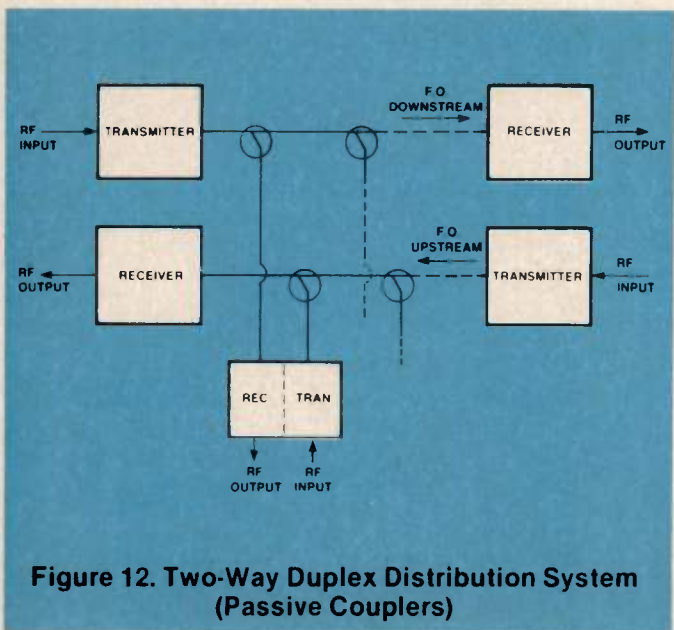 F O
DOWNSTREAM
RF
INPUT
TRANSMITTER
RECEIVER
RF
OUTPUT
F O
UPSTREAM
RF
OUTPUT
RECEIVER
TRANSMITTER
RF
INPUT
REC
TRAN
RF
OUTPUT
RF
INPUT
Figure 12. Two-Way Duplex Distribution System
(Passive Couplers)